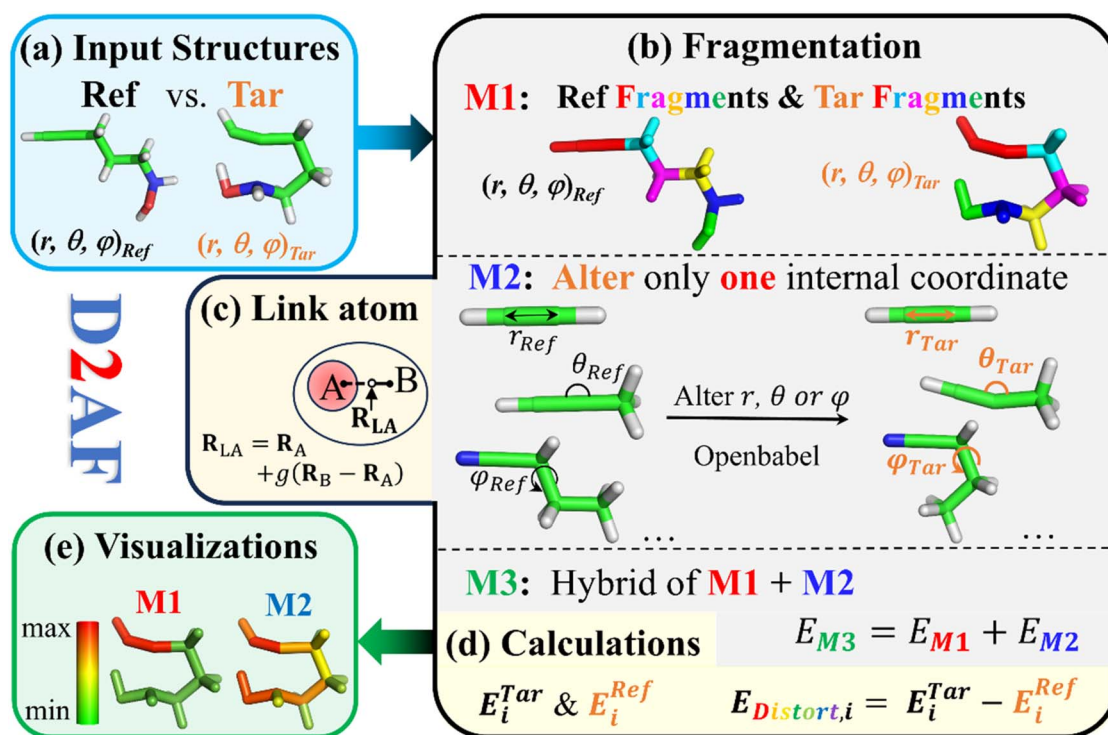 (a) Input Structures
Ref vs. Tar
(r, θ, φ)Ref (r, θ, φ)Tar
D2AF
(b) Fragmentation
M1: Ref Fragments & Tar Fragments
(r, θ, φ)Ref (r, θ, φ)Tar
M2: Alter only one internal coordinate
rRef rTar
θRef θTar
Alter r, θ or φ
Openbabel
φRef φTar
... ...
M3: Hybrid of M1 + M2
EM3 = EM1 + EM2
(c) Link atom
A B
RLA
RLA = RA
+g(RB − RA)
(d) Calculations
EiTar & EiRef EDistort,i = EiTar − EiRef
(e) Visualizations
M1 M2
max
min